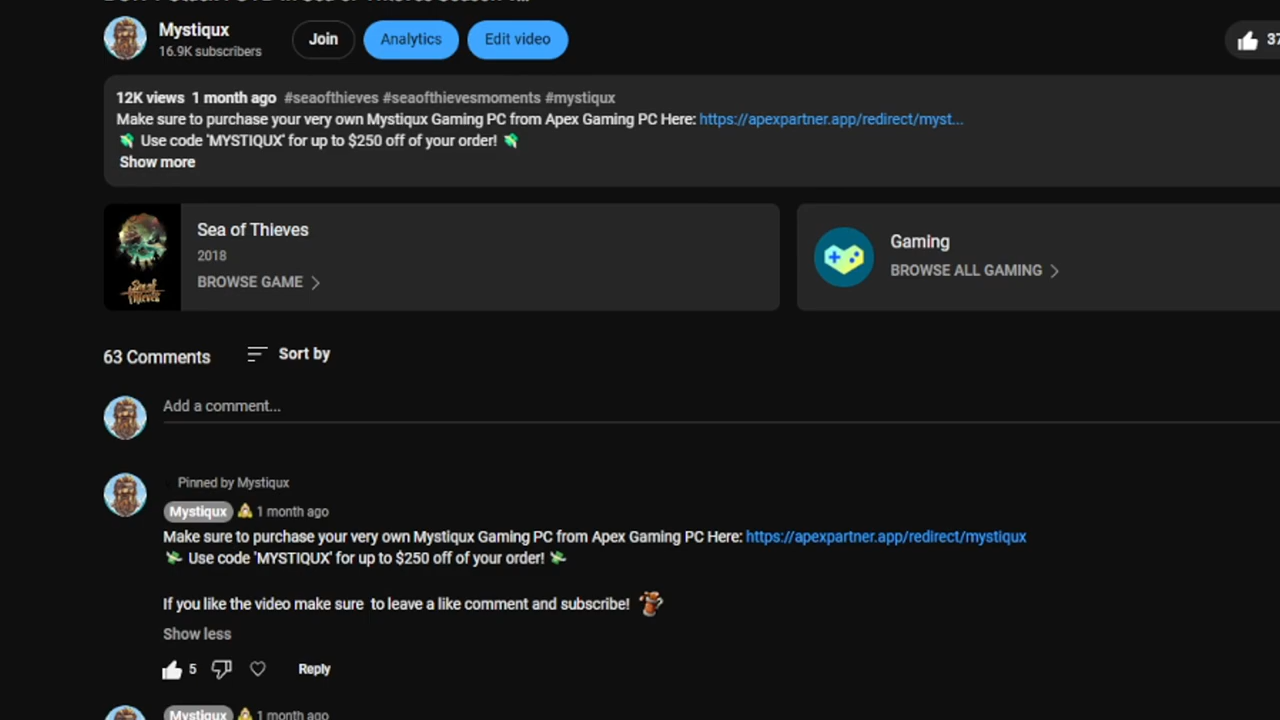 Mystiqux
16.9K subscribers
Join
Analytics
Edit video
37
12K views 1 month ago #seaofthieves #seaofthievesmoments #mystiqux
Make sure to purchase your very own Mystiqux Gaming PC from Apex Gaming PC Here: https://apexpartner.app/redirect/myst...
Use code 'MYSTIQUX' for up to $250 off of your order!
Show more
Sea of Thieves
Sea of Thieves
2018
BROWSE GAME
Gaming
BROWSE ALL GAMING
63 Comments
Sort by
Add a comment...
Pinned by Mystiqux
Mystiqux 1 month ago
Make sure to purchase your very own Mystiqux Gaming PC from Apex Gaming PC Here: https://apexpartner.app/redirect/mystiqux
Use code 'MYSTIQUX' for up to $250 off of your order!
If you like the video make sure to leave a like comment and subscribe!
Show less
5
Reply
Mystiqux 1 month ago